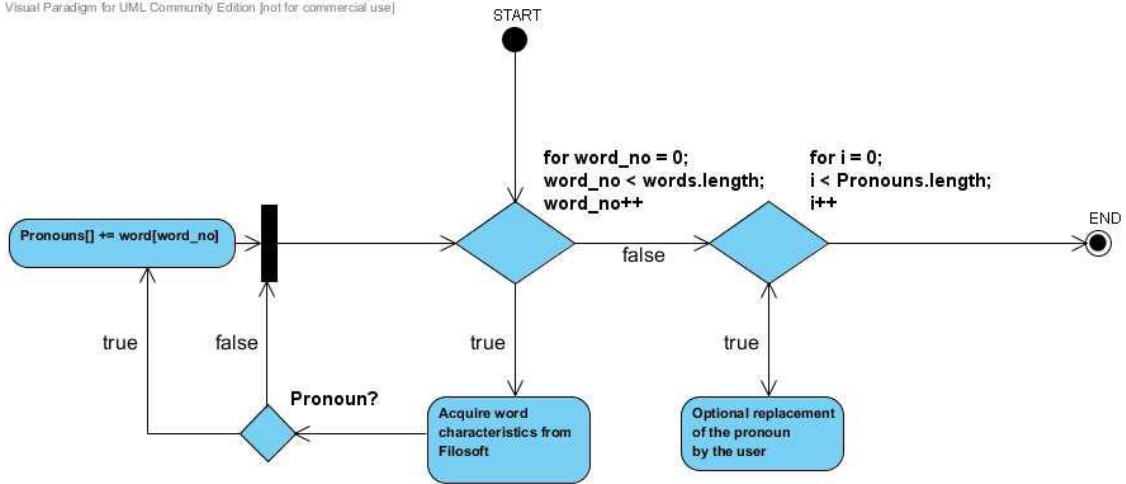 Visual Paradigm for UML Community Edition [not for commercial use]
START
for word_no = 0;
word_no < words.length;
word_no++
for i = 0;
i < Pronouns.length;
i++
END
Pronouns[] += word[word_no]
false
true
false
true
true
Pronoun?
Acquire word
characteristics from
Filosoft
Optional replacement
of the pronoun
by the user